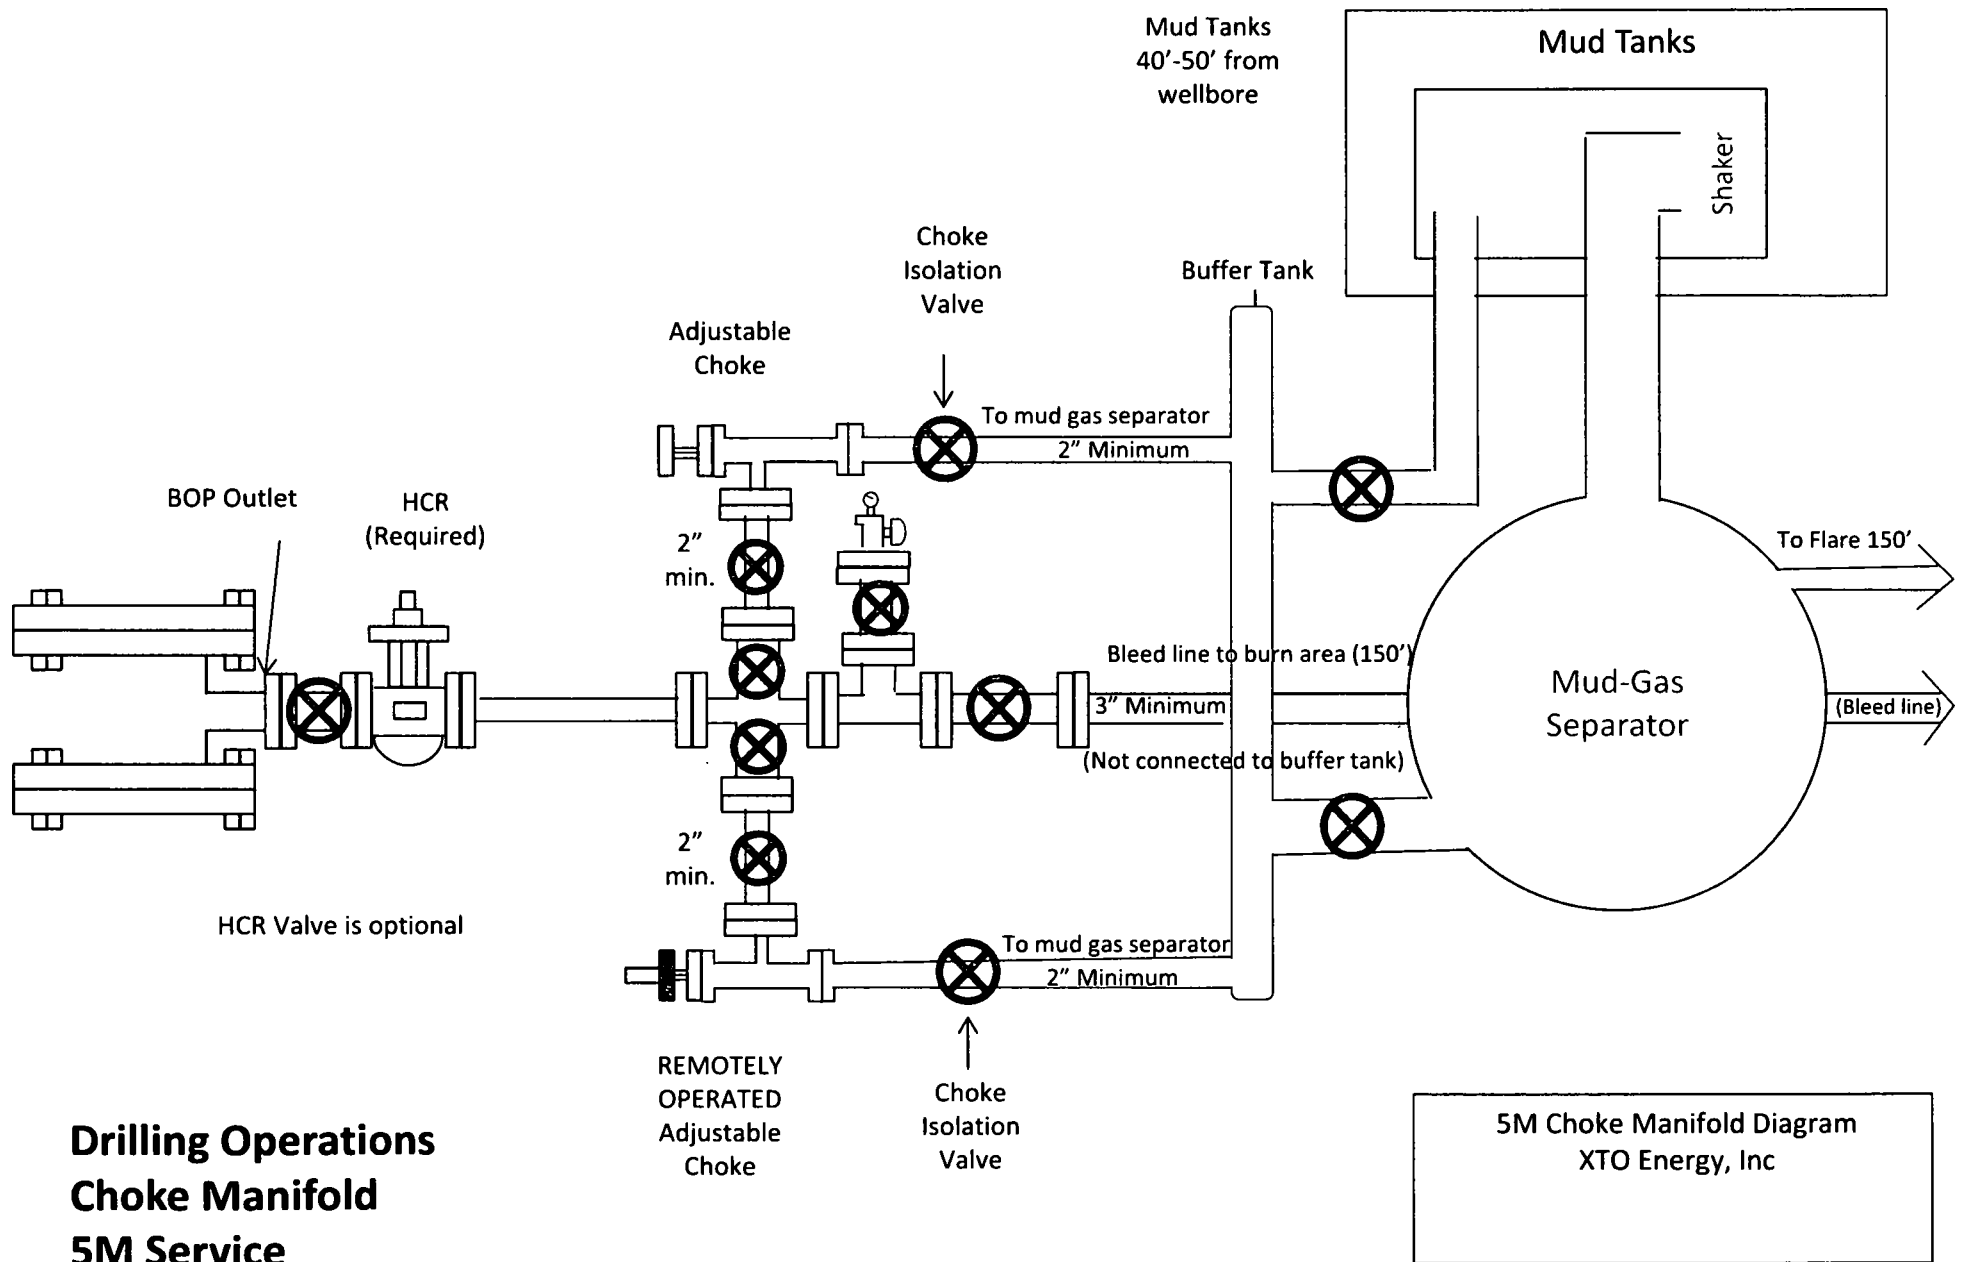 Mud Tanks
40'-50' from
wellbore
Mud Tanks
Shaker
Choke
Isolation
Valve
Buffer Tank
Adjustable
Choke
To mud gas separator
2" Minimum
BOP Outlet
HCR
(Required)
2"
min.
To Flare 150'
Bleed line to burn area (150')
3" Minimum
(Not connected to buffer tank)
Mud-Gas
Separator
(Bleed line)
2"
min.
HCR Valve is optional
To mud gas separator
2" Minimum
REMOTELY
OPERATED
Adjustable
Choke
Choke
Isolation
Valve
Drilling Operations
Choke Manifold
5M Service
5M Choke Manifold Diagram
XTO Energy, Inc